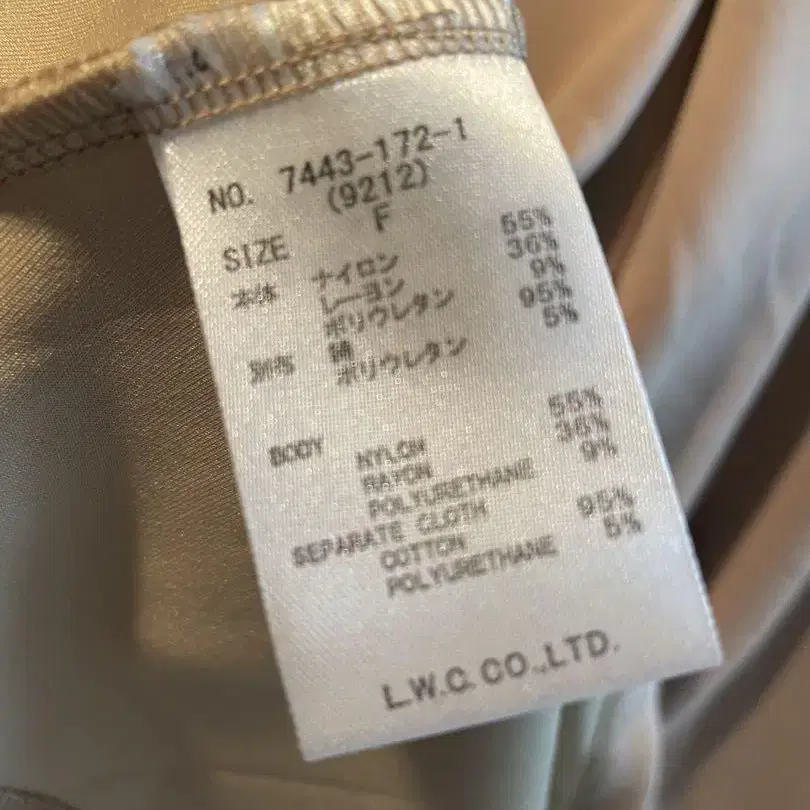 NO. 7443-172-1
(9212)
SIZE F
本体 ナイロン 55%
レーヨン 36%
ポリウレタン 9%
別布 綿 95%
ポリウレタン 5%
BODY
NYLON 55%
RAYON 36%
POLYURETHANE 9%
SEPARATE CLOTH
COTTON 95%
POLYURETHANE 5%
L.W.C. CO.,LTD.